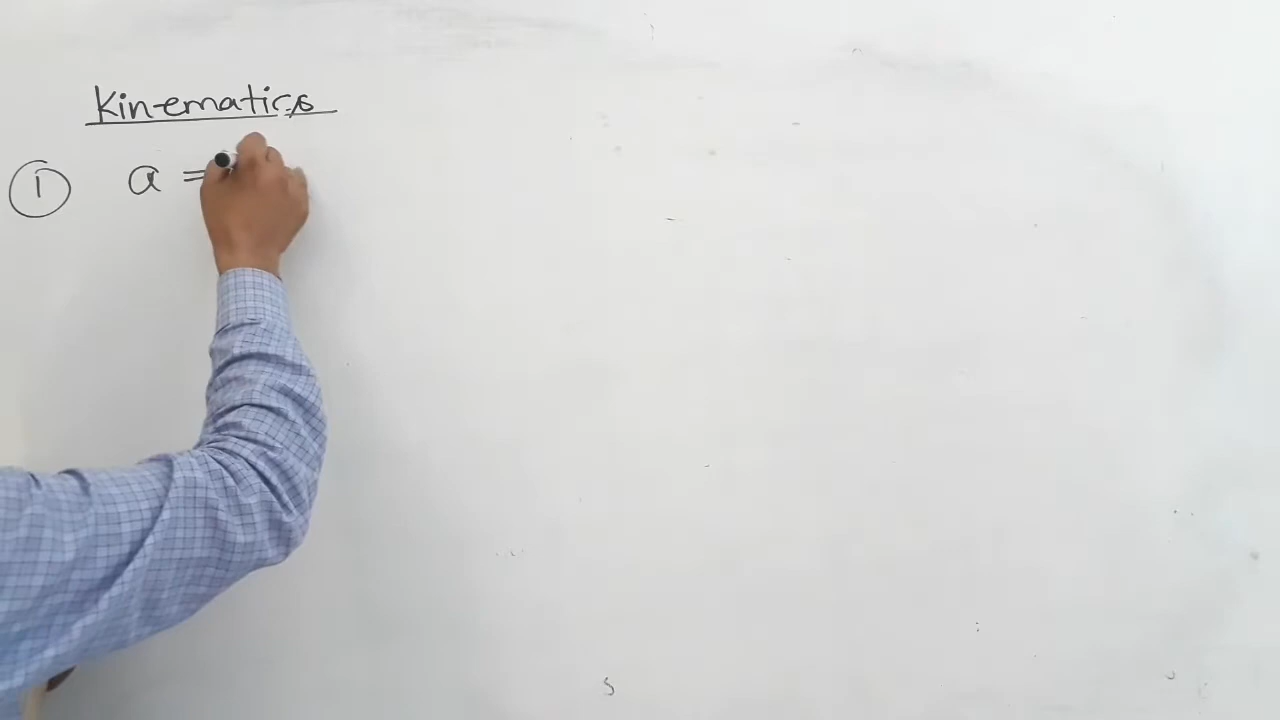 Kinematics
① a =